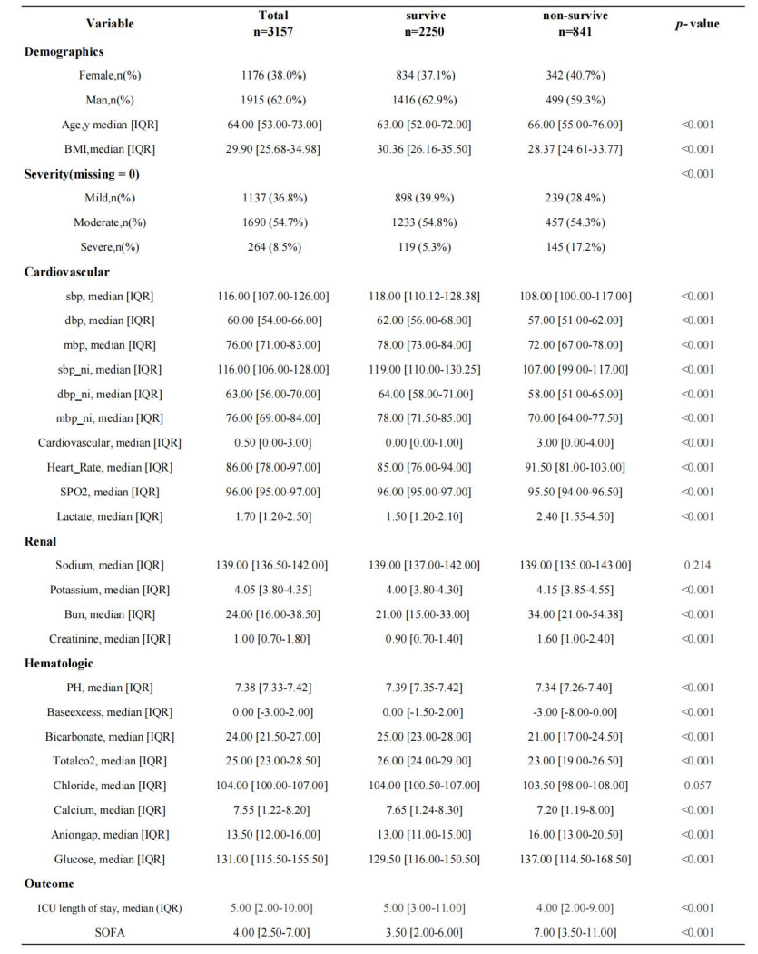 Variable Total n=3157 survive n=2250 non-survive n=841 p- value
Demographics
Female,n(%) 1176 (38.0%) 834 (37.1%) 342 (40.7%)
Man,n(%) 1915 (62.0%) 1416 (62.9%) 499 (59.3%)
Age,y median [IQR] 64.00 [53.00-73.00] 63.00 [52.00-72.00] 66.00 [55.00-76.00] <0.001
BMI,median [IQR] 29.90 [25.68-34.98] 30.36 [26.16-35.50] 28.37 [24.61-33.77] <0.001
Severity(missing = 0) <0.001
Mild,n(%) 1137 (36.8%) 898 (39.9%) 239 (28.4%)
Moderate,n(%) 1690 (54.7%) 1233 (54.8%) 457 (54.3%)
Severe,n(%) 264 (8.5%) 119 (5.3%) 145 (17.2%)
Cardiovascular
sbp, median [IQR] 116.00 [107.00-126.00] 118.00 [110.12-128.38] 108.00 [100.00-117.00] <0.001
dbp, median [IQR] 60.00 [54.00-66.00] 62.00 [56.00-68.00] 57.00 [51.00-62.00] <0.001
mbp, median [IQR] 76.00 [71.00-83.00] 78.00 [73.00-84.00] 72.00 [67.00-78.00] <0.001
sbp_ni, median [IQR] 116.00 [106.00-128.00] 119.00 [110.00-130.25] 107.00 [99.00-117.00] <0.001
dbp_ni, median [IQR] 63.00 [56.00-70.00] 64.00 [58.00-71.00] 58.00 [51.00-65.00] <0.001
mbp_ni, median [IQR] 76.00 [69.00-84.00] 78.00 [71.50-85.00] 70.00 [64.00-77.50] <0.001
Cardiovascular, median [IQR] 0.50 [0.00-3.00] 0.00 [0.00-1.00] 3.00 [0.00-4.00] <0.001
Heart_Rate, median [IQR] 86.00 [78.00-97.00] 85.00 [76.00-94.00] 91.50 [81.00-103.00] <0.001
SPO2, median [IQR] 96.00 [95.00-97.00] 96.00 [95.00-97.00] 95.50 [94.00-96.50] <0.001
Lactate, median [IQR] 1.70 [1.20-2.50] 1.50 [1.20-2.10] 2.40 [1.55-4.50] <0.001
Renal
Sodium, median [IQR] 139.00 [136.50-142.00] 139.00 [137.00-142.00] 139.00 [135.00-143.00] 0.214
Potassium, median [IQR] 4.05 [3.80-4.35] 4.00 [3.80-4.30] 4.15 [3.85-4.55] <0.001
Bun, median [IQR] 24.00 [16.00-38.50] 21.00 [15.00-33.00] 34.00 [21.00-54.38] <0.001
Creatinine, median [IQR] 1.00 [0.70-1.80] 0.90 [0.70-1.40] 1.60 [1.00-2.40] <0.001
Hematologic
PH, median [IQR] 7.38 [7.33-7.42] 7.39 [7.35-7.42] 7.34 [7.26-7.40] <0.001
Baseexcess, median [IQR] 0.00 [-3.00-2.00] 0.00 [-1.50-2.00] -3.00 [-8.00-0.00] <0.001
Bicarbonate, median [IQR] 24.00 [21.50-27.00] 25.00 [23.00-28.00] 21.00 [17.00-24.50] <0.001
Totalco2, median [IQR] 25.00 [23.00-28.50] 26.00 [24.00-29.00] 23.00 [19.00-26.50] <0.001
Chloride, median [IQR] 104.00 [100.00-107.00] 104.00 [100.50-107.00] 103.50 [98.00-108.00] 0.057
Calcium, median [IQR] 7.55 [1.22-8.20] 7.65 [1.24-8.30] 7.20 [1.19-8.00] <0.001
Aniongap, median [IQR] 13.50 [12.00-16.00] 13.00 [11.00-15.00] 16.00 [13.00-20.50] <0.001
Glucose, median [IQR] 131.00 [115.50-155.50] 129.50 [116.00-150.50] 137.00 [114.50-168.50] <0.001
Outcome
ICU length of stay, median (IQR) 5.00 [2.00-10.00] 5.00 [3.00-11.00] 4.00 [2.00-9.00] <0.001
SOFA 4.00 [2.50-7.00] 3.50 [2.00-6.00] 7.00 [3.50-11.00] <0.001